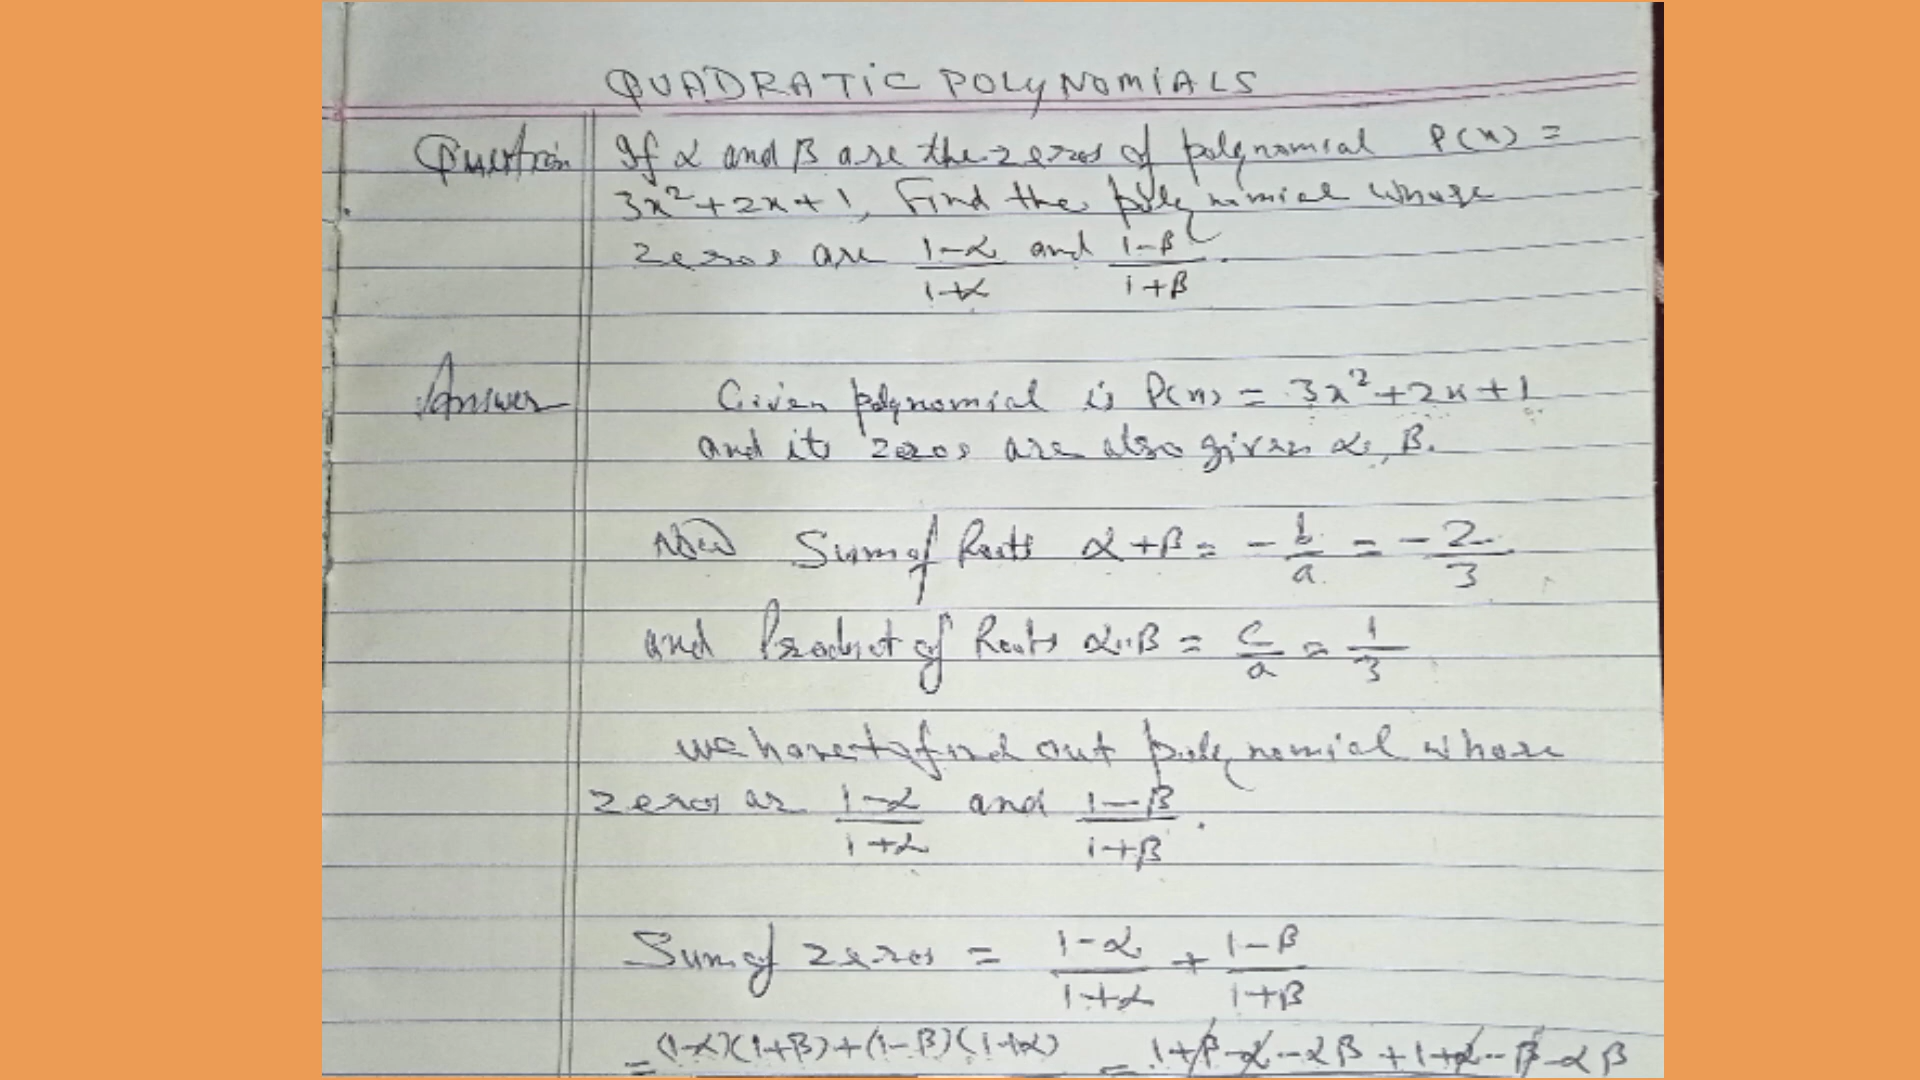 QUADRATIC POLYNOMIALS
Question If α and β are the zeros of polynomial P(x) =
3x²+2x+1, Find the polynomial whose
zeros are (1-α)/(1+α) and (1-β)/(1+β).
Answer Given polynomial is P(x) = 3x²+2x+1
and its zeros are also given α, β.
Now Sum of Roots α+β = -b/a = -2/3
and Product of Roots α.β = c/a = 1/3
we have to find out polynomial whose
zeros ar (1-α)/(1+α) and (1-β)/(1+β).
Sum of zeros = (1-α)/(1+α) + (1-β)/(1+β)
= (1-α)(1+β)+(1-β)(1+α) = 1+β-α-αβ+1+α-β-αβ